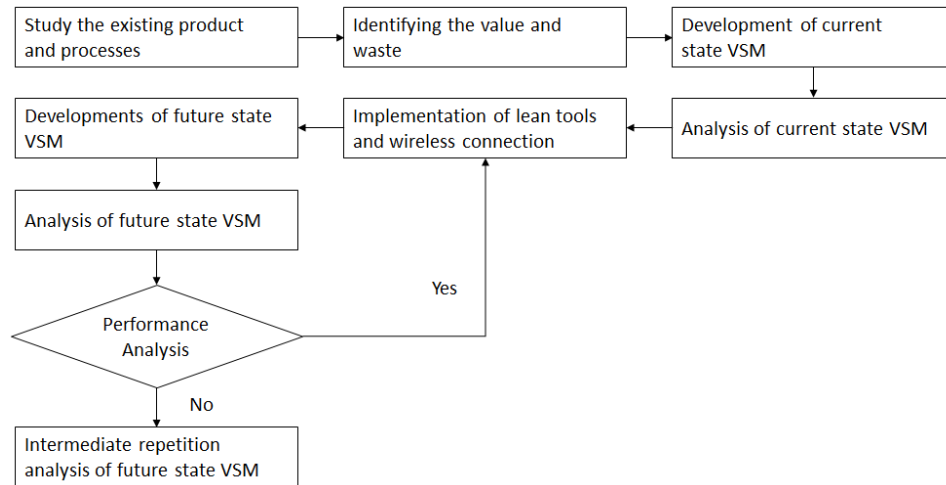 Study the existing product
and processes
Identifying the value and
waste
Development of current
state VSM
Developments of future state
VSM
Implementation of lean tools
and wireless connection
Analysis of current state VSM
Analysis of future state VSM
Yes
Performance
Analysis
No
Intermediate repetition
analysis of future state VSM